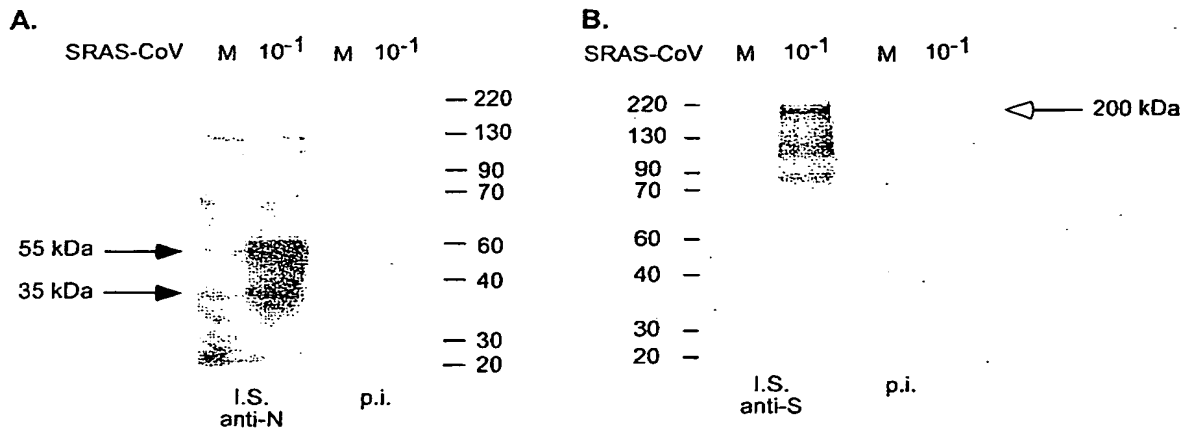 A.
SRAS-CoV M 10⁻¹ M 10⁻¹
220
130
90
70
55 kDa
60
40
35 kDa
30
20
I.S.
anti-N
p.i.
B.
SRAS-CoV M 10⁻¹ M 10⁻¹
220
200 kDa
130
90
70
60
40
30
20
I.S.
anti-S
p.i.